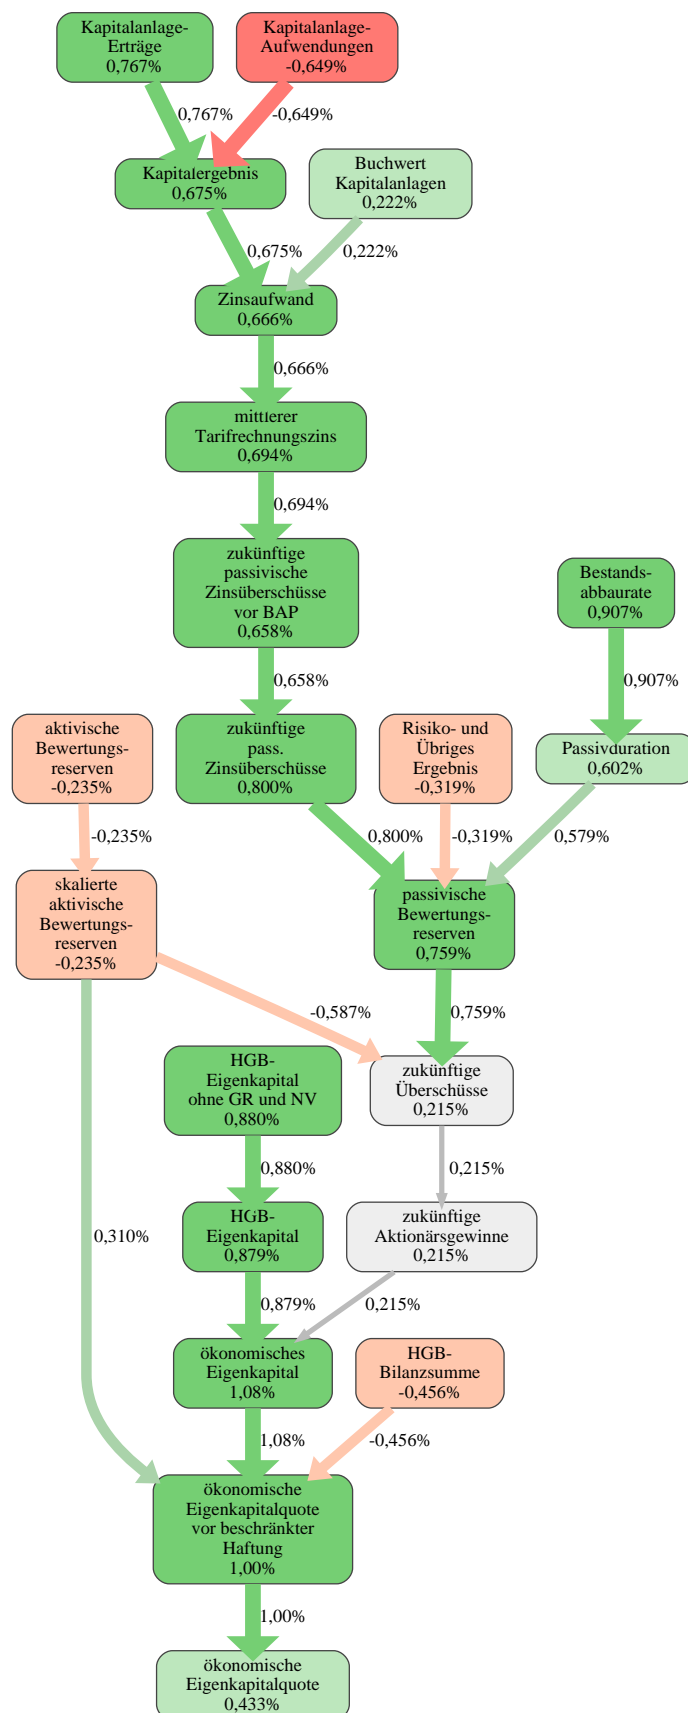 Kapitalanlage-
Erträge
0,767%
Kapitalanlage-
Aufwendungen
-0,649%
0,767%
-0,649%
Kapitalergebnis
0,675%
Buchwert
Kapitalanlagen
0,222%
0,675%
0,222%
Zinsaufwand
0,666%
0,666%
mittlerer
Tarifrechnungszins
0,694%
0,694%
zukünftige
passivische
Zinsüberschüsse
vor BAP
0,658%
Bestands-
abbaurate
0,907%
0,658%
0,907%
aktivische
Bewertungs-
reserven
-0,235%
zukünftige
pass.
Zinsüberschüsse
0,800%
Risiko- und
Übriges
Ergebnis
-0,319%
Passivduration
0,602%
-0,235%
0,800%
-0,319%
0,579%
skalierte
aktivische
Bewertungs-
reserven
-0,235%
passivische
Bewertungs-
reserven
0,759%
-0,587%
0,759%
HGB-
Eigenkapital
ohne GR und NV
0,880%
zukünftige
Überschüsse
0,215%
0,880%
0,215%
0,310%
HGB-
Eigenkapital
0,879%
zukünftige
Aktionärsgewinne
0,215%
0,879%
0,215%
ökonomisches
Eigenkapital
1,08%
HGB-
Bilanzsumme
-0,456%
1,08%
-0,456%
ökonomische
Eigenkapitalquote
vor beschränkter
Haftung
1,00%
1,00%
ökonomische
Eigenkapitalquote
0,433%